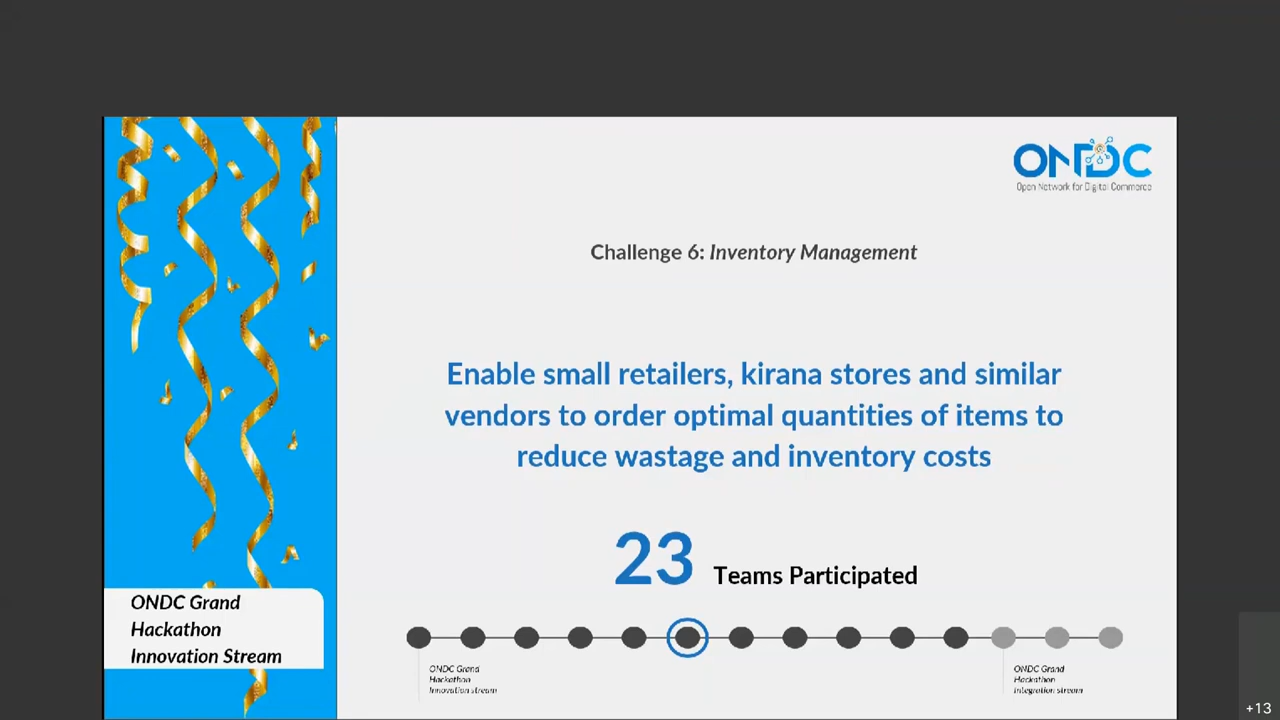 ONDC
Open Network for Digital Commerce
Challenge 6: Inventory Management
Enable small retailers, kirana stores and similar
vendors to order optimal quantities of items to
reduce wastage and inventory costs
23 Teams Participated
ONDC Grand
Hackathon
Innovation Stream
ONDC Grand
Hackathon
Innovation stream
ONDC Grand
Hackathon
Integration stream
+13